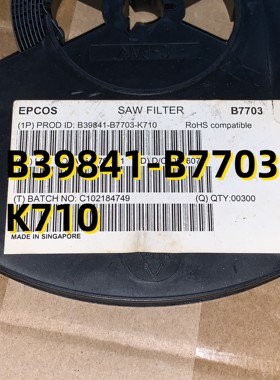 EPCOS SAW FILTER B7703
(1P) PROD ID: B39841-B7703-K710 RoHS compatible
B39841-B7703
K710
(T) BATCH NO: C102184749 (Q) QTY:00300
MADE IN SINGAPORE